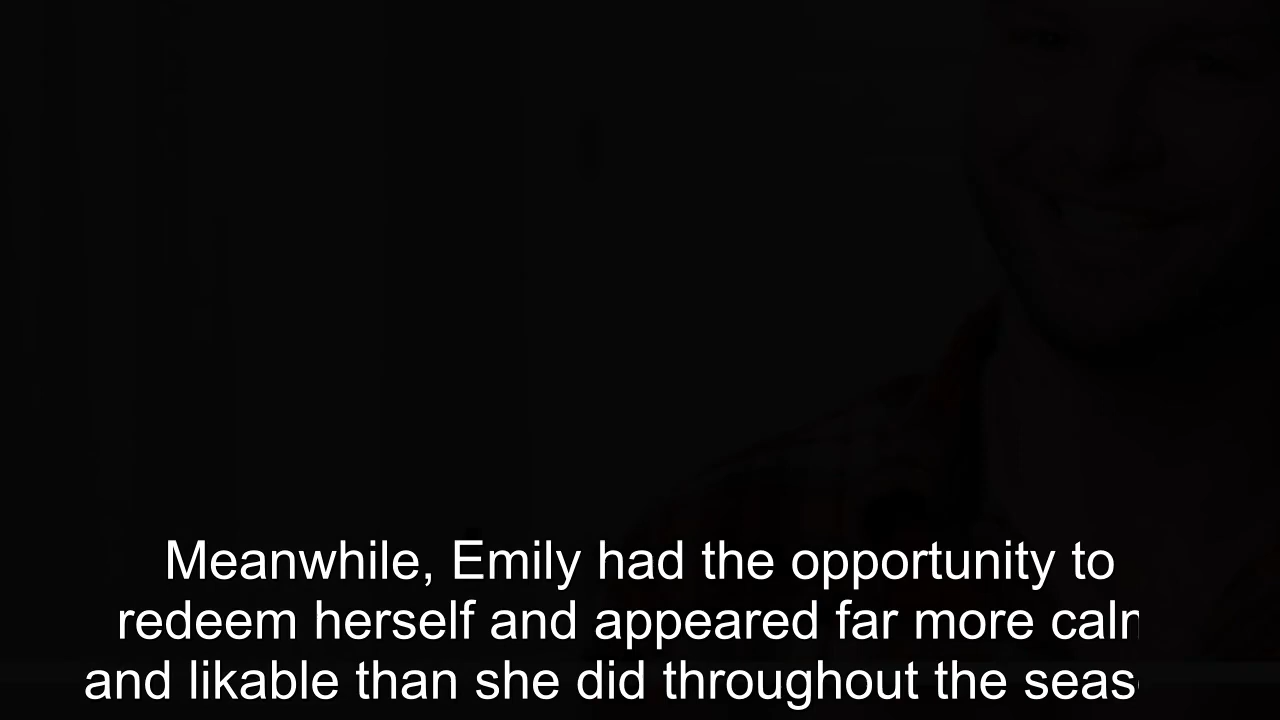 Meanwhile, Emily had the opportunity to
redeem herself and appeared far more
and likable than she did throughout the